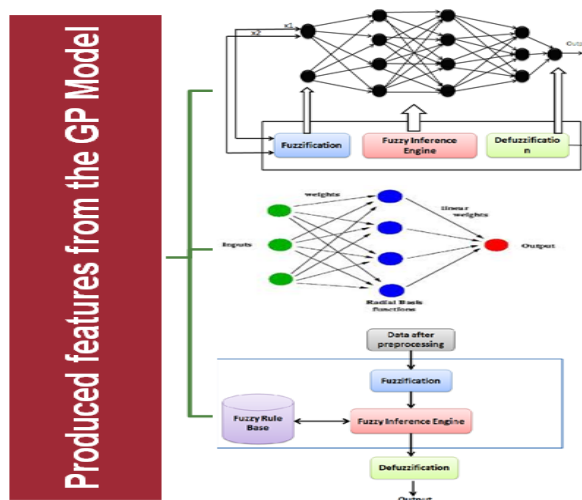 Produced features from the GP Model
x1
x2
Fuzzification
Fuzzy Inference
Engine
Defuzzificatio
n
weights
linear
weights
Inputs
Output
Radial Basis
functions
Data after
preprocessing
Fuzzification
Fuzzy Rule
Base
Fuzzy Inference Engine
Defuzzification
Output